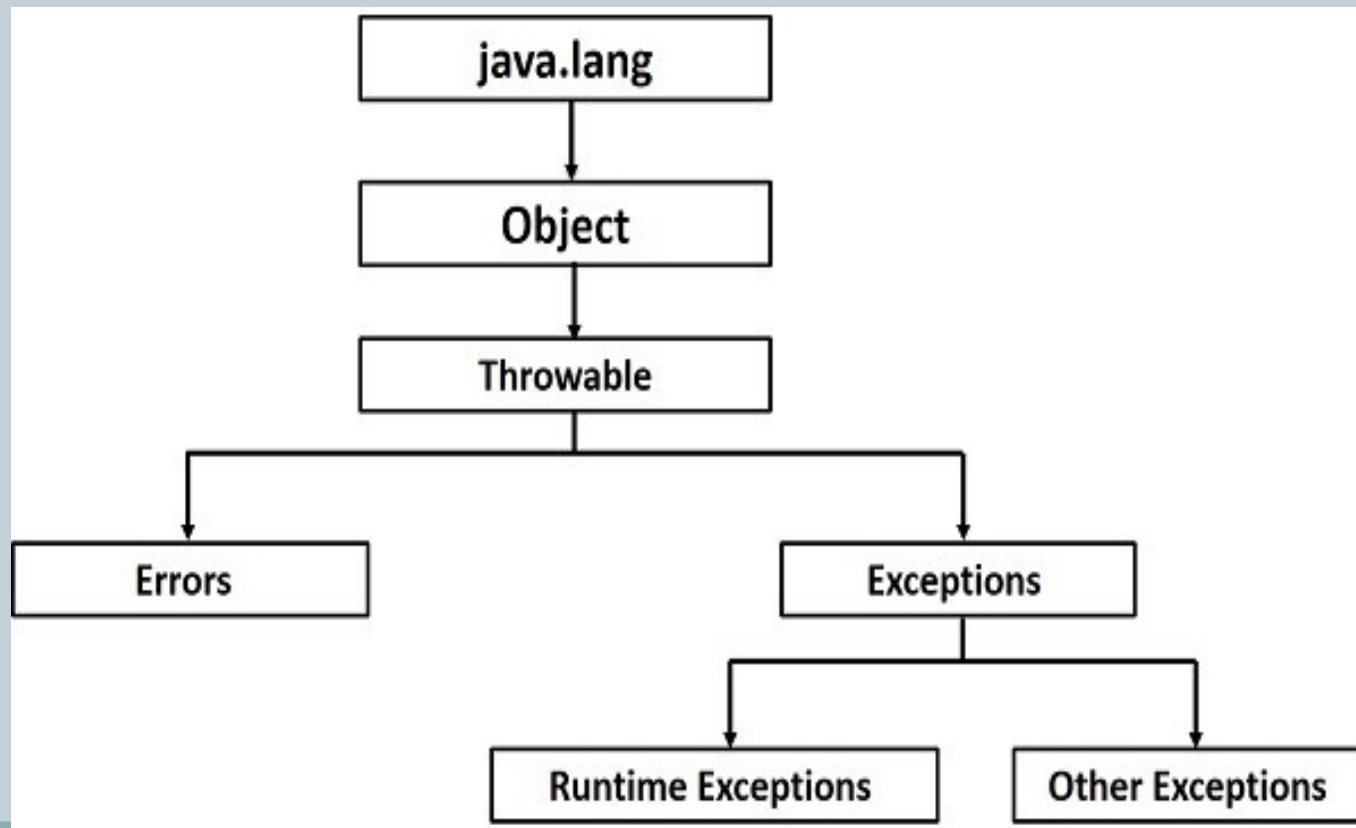 java.lang
Object
Throwable
Errors
Exceptions
Runtime Exceptions
Other Exceptions